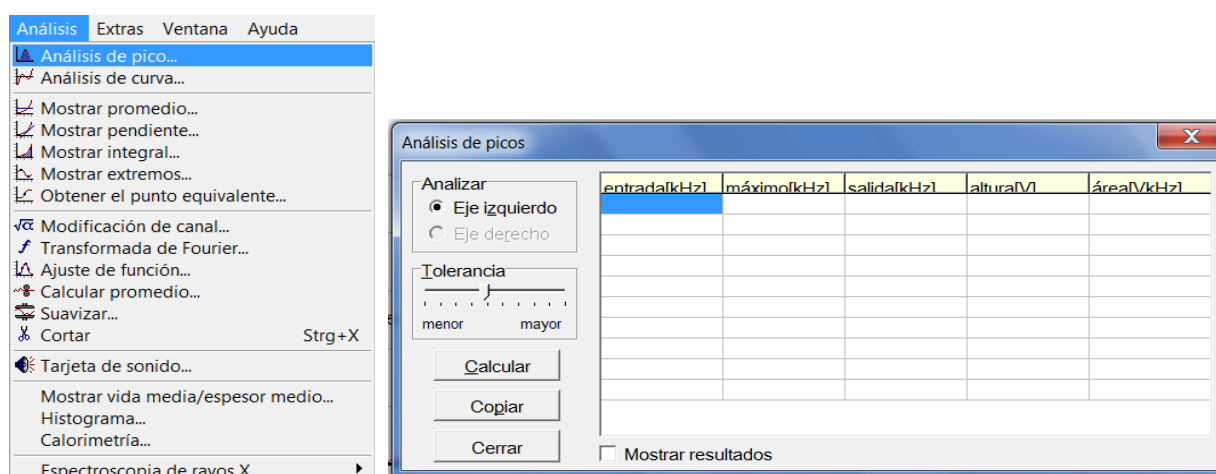 Análisis Extras Ventana Ayuda
Análisis de pico...
Análisis de curva...
Mostrar promedio...
Mostrar pendiente...
Mostrar integral...
Mostrar extremos...
Obtener el punto equivalente...
Modificación de canal...
Transformada de Fourier...
Ajuste de función...
Calcular promedio...
Suavizar...
Cortar Strg+X
Tarjeta de sonido...
Mostrar vida media/espesor medio...
Histograma...
Calorimetría...
Espectroscopia de rayos X
Análisis de picos
Analizar
Eje izquierdo
Eje derecho
Tolerancia
menor mayor
Calcular
Copiar
Cerrar
entrada[kHz] máximo[kHz] salida[kHz] altura[V] área[VkHz]
Mostrar resultados